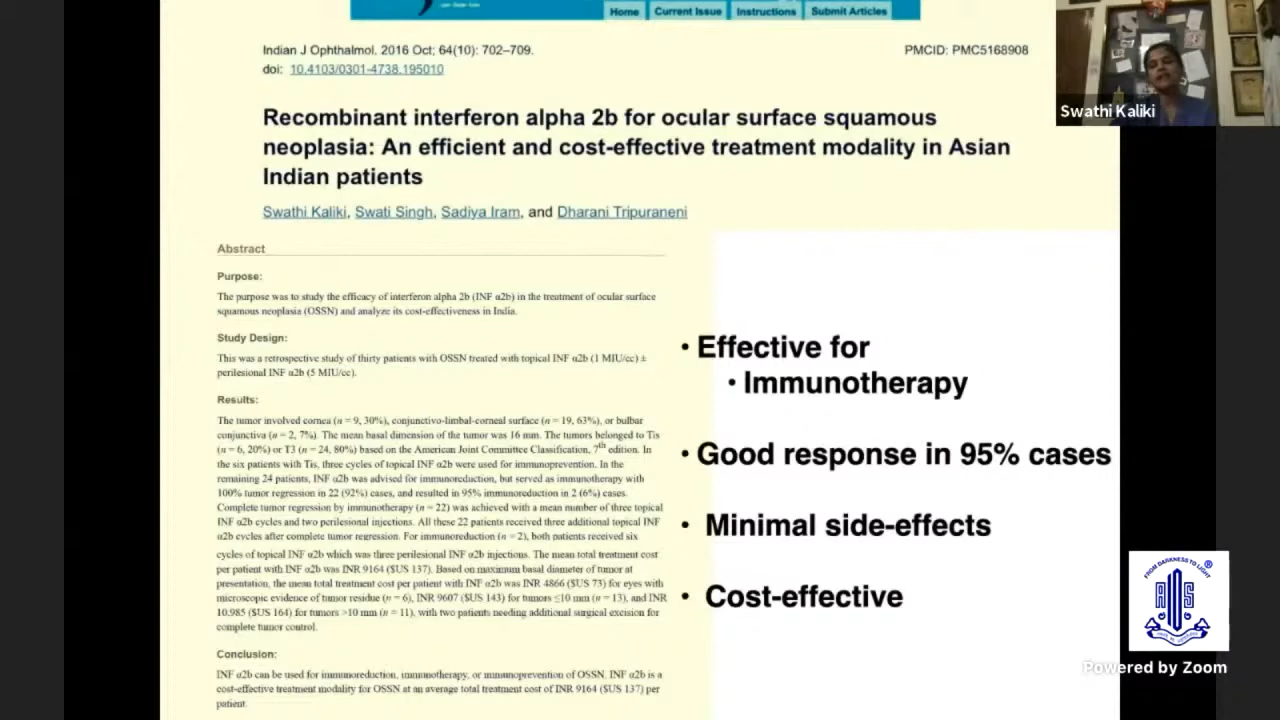 Home Current Issue Instructions Submit Articles
Indian J Ophthalmol. 2016 Oct; 64(10): 702–709.
PMCID: PMC5168908
doi: 10.4103/0301-4738.195010
Recombinant interferon alpha 2b for ocular surface squamous
neoplasia: An efficient and cost-effective treatment modality in Asian
Indian patients
Swathi Kaliki, Swati Singh, Sadiya Iram, and Dharani Tripuraneni
Abstract
Purpose:
The purpose was to study the efficacy of interferon alpha 2b (INF α2b) in the treatment of ocular surface
squamous neoplasia (OSSN) and analyze its cost-effectiveness in India.
Study Design:
This was a retrospective study of thirty patients with OSSN treated with topical INF α2b (1 MIU/cc) ±
perilesional INF α2b (5 MIU/cc).
Results:
The tumor involved cornea (n = 9, 30%), conjunctivo-limbal-corneal surface (n = 19, 63%), or bulbar
conjunctiva (n = 2, 7%). The mean basal dimension of the tumor was 16 mm. The tumors belonged to Tis
(n = 6, 20%) or T3 (n = 24, 80%) based on the American Joint Committee Classification, 7th edition. In
the six patients with Tis, three cycles of topical INF α2b were used for immunoprevention. In the
remaining 24 patients, INF α2b was advised for immunoreduction, but served as immunotherapy with
100% tumor regression in 22 (92%) cases, and resulted in 95% immunoreduction in 2 (6%) cases.
Complete tumor regression by immunotherapy (n = 22) was achieved with a mean number of three topical
INF α2b cycles and two perilesional injections. All these 22 patients received three additional topical INF
α2b cycles after complete tumor regression. For immunoreduction (n = 2), both patients received six
cycles of topical INF α2b which was three perilesional INF α2b injections. The mean total treatment cost
per patient with INF α2b was INR 9164 ($US 137). Based on maximum basal diameter of tumor at
presentation, the mean total treatment cost per patient with INF α2b was INR 4866 ($US 73) for eyes with
microscopic evidence of tumor residue (n = 6), INR 9607 ($US 143) for tumors ≤10 mm (n = 13), and INR
10,985 ($US 164) for tumors >10 mm (n = 11), with two patients needing additional surgical excision for
complete tumor control.
Conclusion:
INF α2b can be used for immunoreduction, immunotherapy, or immunoprevention of OSSN. INF α2b is a
cost-effective treatment modality for OSSN at an average total treatment cost of INR 9164 ($US 137) per
patient.
• Effective for
• Immunotherapy
• Good response in 95% cases
• Minimal side-effects
• Cost-effective
Swathi Kaliki
FROM DARKNESS TO LIGHT
®
AIOS
Powered by Zoom